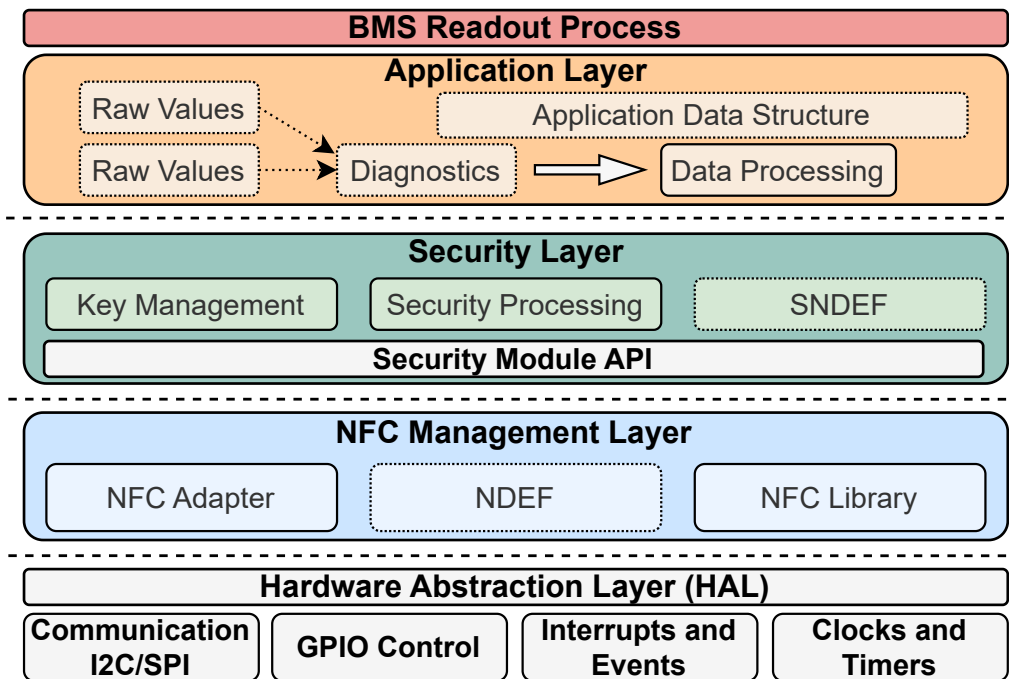 BMS Readout Process
Application Layer
Raw Values
Application Data Structure
Raw Values
Diagnostics
Data Processing
Security Layer
Key Management
Security Processing
SNDEF
Security Module API
NFC Management Layer
NFC Adapter
NDEF
NFC Library
Hardware Abstraction Layer (HAL)
Communication
I2C/SPI
GPIO Control
Interrupts and
Events
Clocks and
Timers